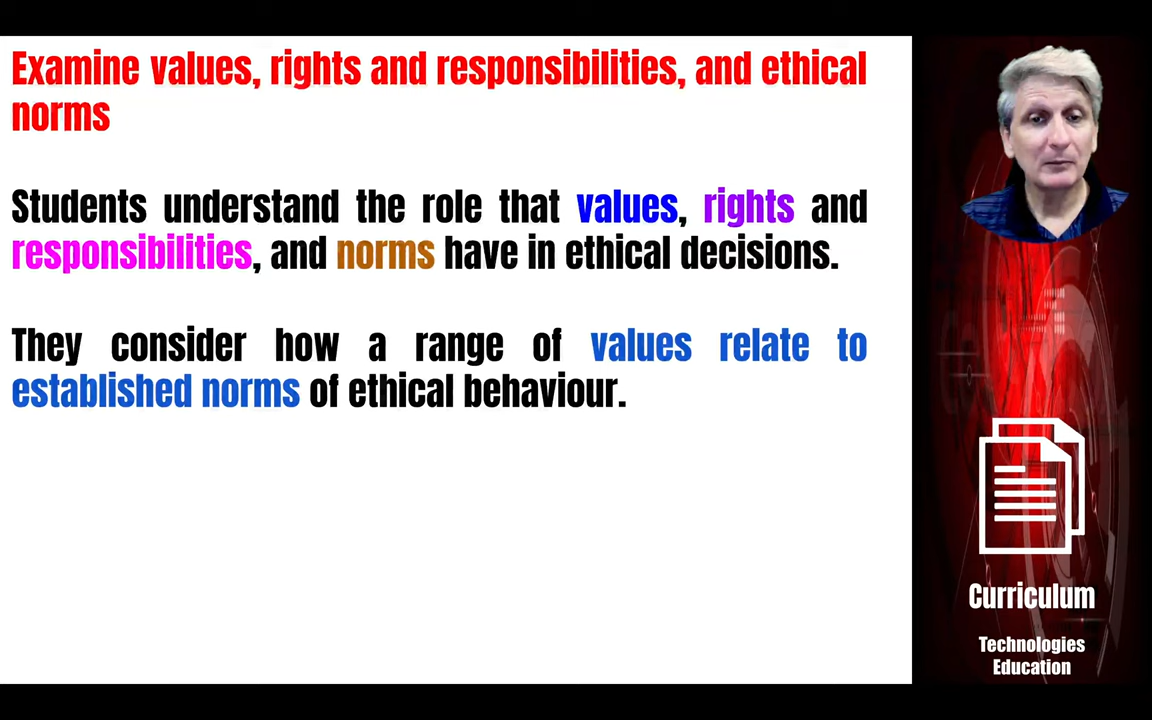 Examine values, rights and responsibilities, and ethical
norms
Students understand the role that values, rights and
responsibilities, and norms have in ethical decisions.
They consider how a range of values relate to
established norms of ethical behaviour.
Curriculum
Technologies
Education